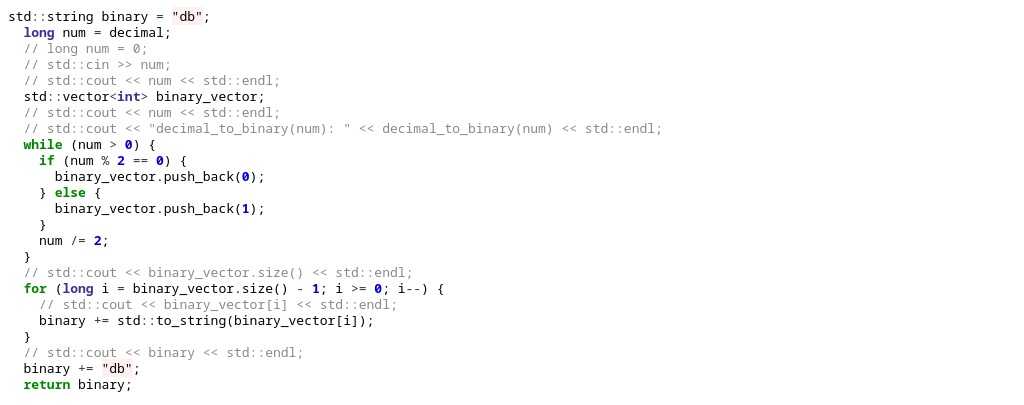 std::string binary = "db";
  long num = decimal;
  // long num = 0;
  // std::cin >> num;
  // std::cout << num << std::endl;
  std::vector<int> binary_vector;
  // std::cout << num << std::endl;
  // std::cout << "decimal_to_binary(num): " << decimal_to_binary(num) << std::endl;
  while (num > 0) {
    if (num % 2 == 0) {
      binary_vector.push_back(0);
    } else {
      binary_vector.push_back(1);
    }
    num /= 2;
  }
  // std::cout << binary_vector.size() << std::endl;
  for (long i = binary_vector.size() - 1; i >= 0; i--) {
    // std::cout << binary_vector[i] << std::endl;
    binary += std::to_string(binary_vector[i]);
  }
  // std::cout << binary << std::endl;
  binary += "db";
  return binary;